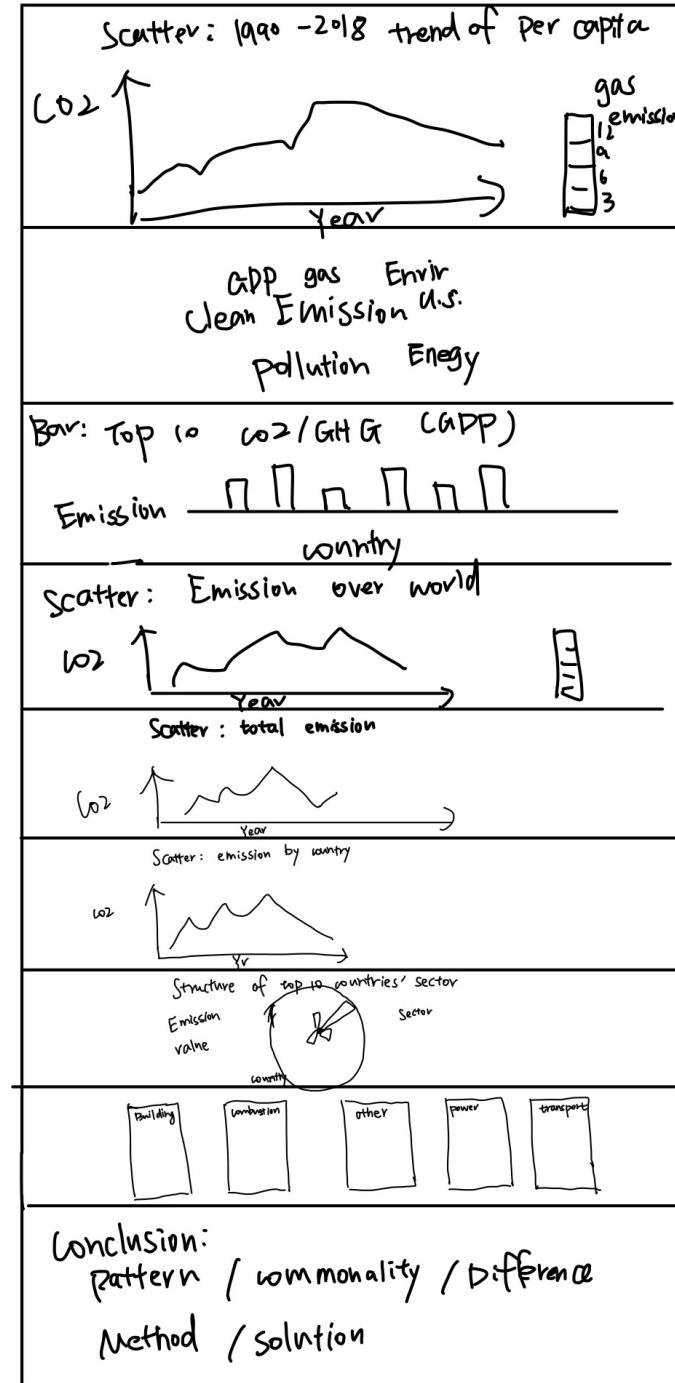 Scatter: 1990 - 2018 trend of per capita
CO2
gas
emission
12
9
6
3
Year
GDP gas Envir
Clean Emission U.S.
pollution Enegy
Bar: Top 10 CO2/GHG (GDP)
Emission
country
Scatter: Emission over world
CO2
Year
Scatter: total emission
CO2
Year
Scatter: emission by country
CO2
Yr
Structure of top 10 countries' sector
Emission
value
Sector
country
Building
combustion
other
power
transport
Conclusion:
pattern / commonality / Difference
Method / solution